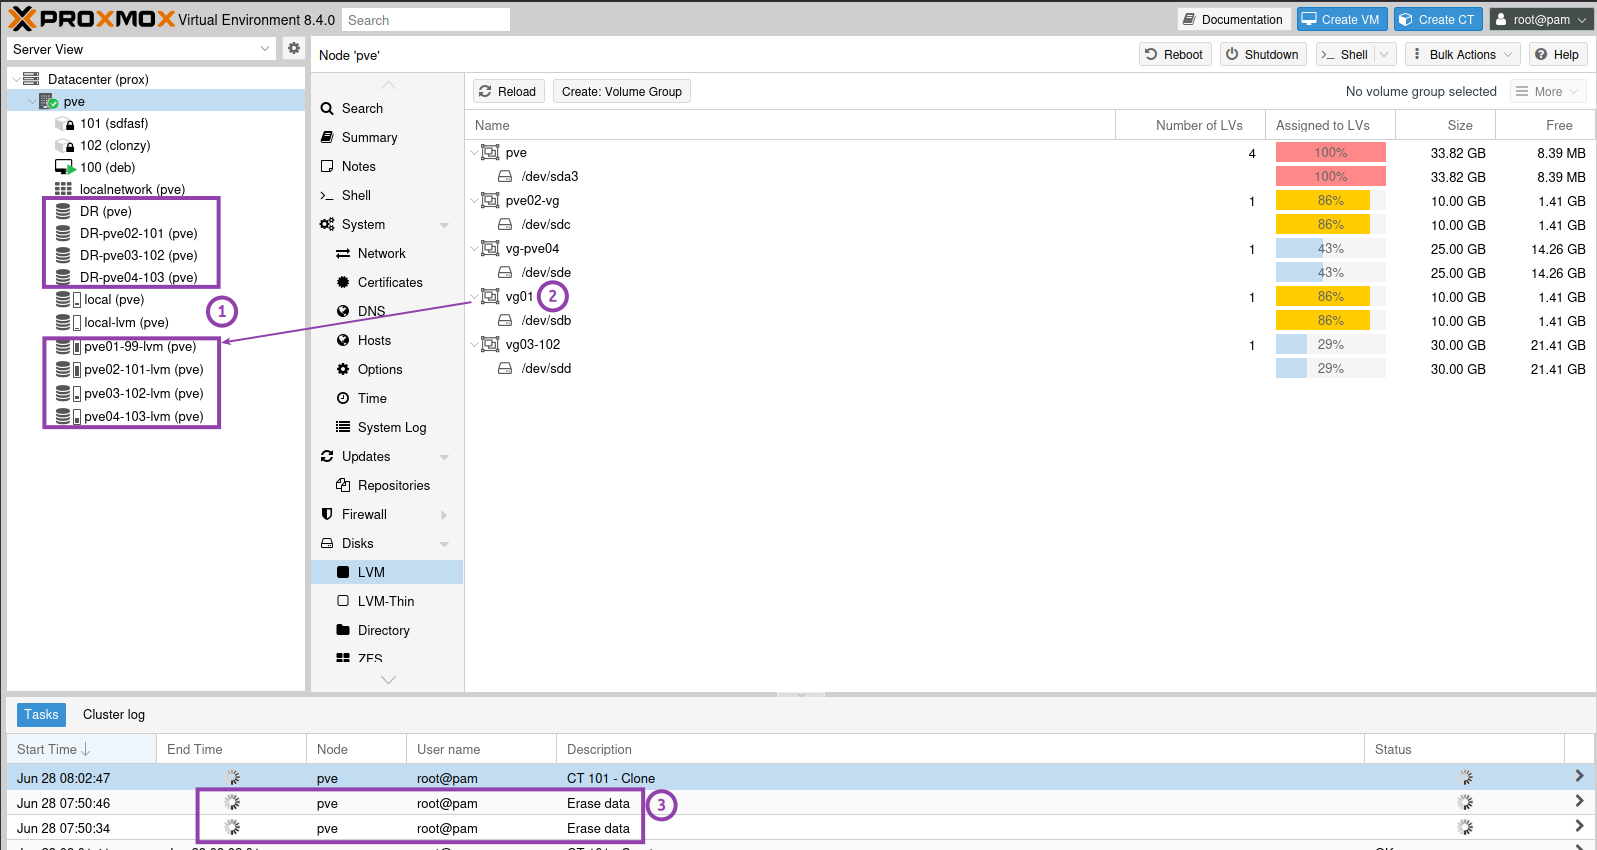 PROXMOX Virtual Environment 8.4.0 Search Documentation Create VM Create CT root@pam
Server View
Datacenter (prox)
pve
101 (sdfasf)
102 (clonzy)
100 (deb)
localnetwork (pve)
DR (pve)
DR-pve02-101 (pve)
DR-pve03-102 (pve)
DR-pve04-103 (pve)
local (pve)
1
local-lvm (pve)
pve01-99-lvm (pve)
pve02-101-lvm (pve)
pve03-102-lvm (pve)
pve04-103-lvm (pve)
Node 'pve' Reboot Shutdown Shell Bulk Actions Help
Search
Summary
Notes
Shell
System
Network
Certificates
DNS
Hosts
Options
Time
System Log
Updates
Repositories
Firewall
Disks
LVM
LVM-Thin
Directory
ZFS
Reload Create: Volume Group No volume group selected More
Name Number of LVs Assigned to LVs Size Free
pve 4 100% 33.82 GB 8.39 MB
/dev/sda3 100% 33.82 GB 8.39 MB
pve02-vg 1 86% 10.00 GB 1.41 GB
/dev/sdc 86% 10.00 GB 1.41 GB
vg-pve04 1 43% 25.00 GB 14.26 GB
/dev/sde 43% 25.00 GB 14.26 GB
vg01 2 1 86% 10.00 GB 1.41 GB
/dev/sdb 86% 10.00 GB 1.41 GB
vg03-102 1 29% 30.00 GB 21.41 GB
/dev/sdd 29% 30.00 GB 21.41 GB
Tasks Cluster log
Start Time End Time Node User name Description Status
Jun 28 08:02:47 pve root@pam CT 101 - Clone
Jun 28 07:50:46 pve root@pam Erase data 3
Jun 28 07:50:34 pve root@pam Erase data